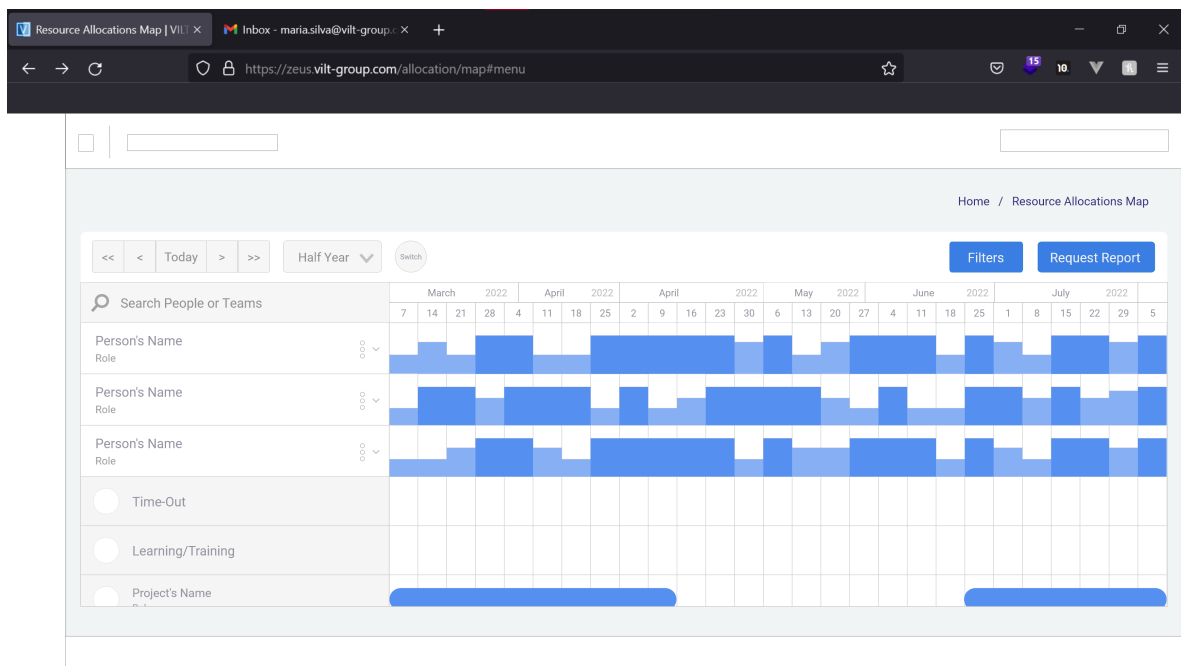 Resource Allocations Map | VILT
Inbox - maria.silva@vilt-group.c
https://zeus.vilt-group.com/allocation/map#menu
15
10.
Home / Resource Allocations Map
<< < Today > >> Half Year Switch Filters Request Report
Search People or Teams
March 2022 April 2022 April 2022 May 2022 June 2022 July 2022
7 14 21 28 4 11 18 25 2 9 16 23 30 6 13 20 27 4 11 18 25 1 8 15 22 29 5
Person's Name
Role
Person's Name
Role
Person's Name
Role
Time-Out
Learning/Training
Project's Name